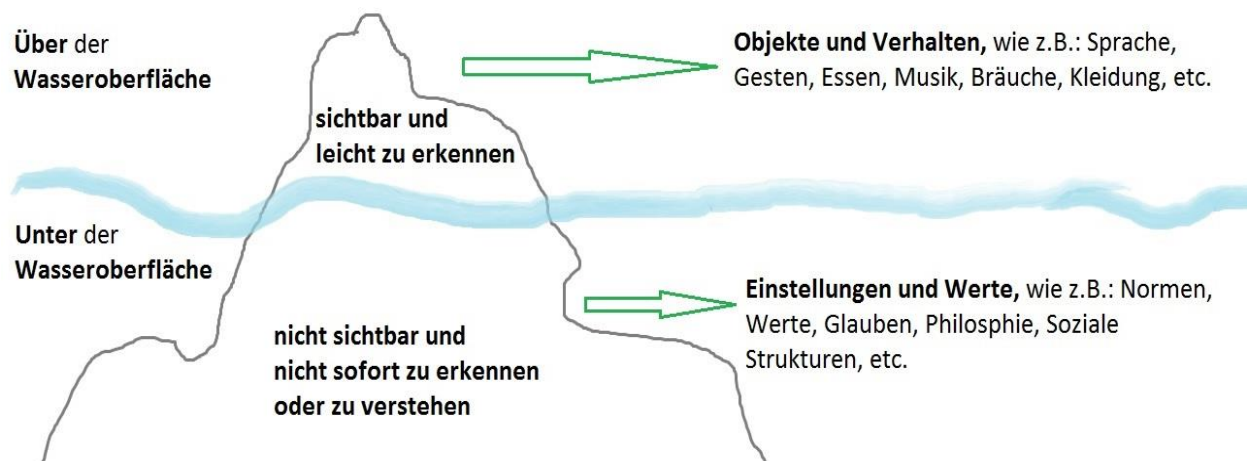 Über der
Wasseroberfläche
Objekte und Verhalten, wie z.B.: Sprache,
Gesten, Essen, Musik, Bräuche, Kleidung, etc.
sichtbar und
leicht zu erkennen
Unter der
Wasseroberfläche
Einstellungen und Werte, wie z.B.: Normen,
Werte, Glauben, Philosphie, Soziale
Strukturen, etc.
nicht sichtbar und
nicht sofort zu erkennen
oder zu verstehen